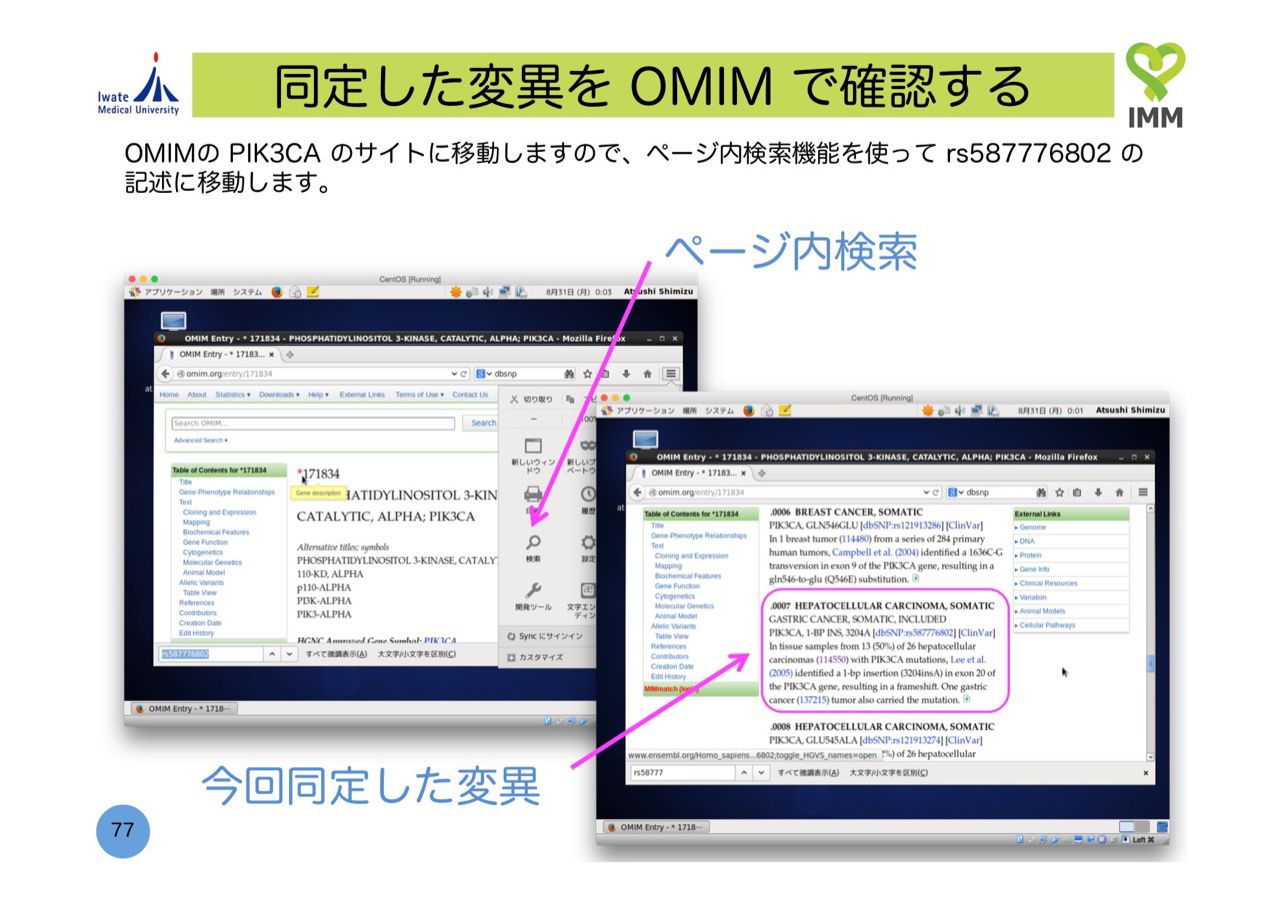 Iwate
Medical University
同定した変異を OMIM で確認する
IMM
OMIMの PIK3CA のサイトに移動しますので、ページ内検索機能を使って rs587776802 の
記述に移動します。
ページ内検索
CentOS [Running]
アプリケーション 場所 システム 8月31日 (月) 0:03 Atsushi Shimizu
OMIM Entry - * 171834 - PHOSPHATIDYLINOSITOL 3-KINASE, CATALYTIC, ALPHA; PIK3CA - Mozilla Firefox
OMIM Entry - * 17183...
omim.org/entry/171834
dbsnp
Home About Statistics Downloads Help External Links Terms of Use Contact Us
Search OMIM...
Search
Advanced Search
Table of Contents for *171834
Title
Gene-Phenotype Relationships
Text
Cloning and Expression
Mapping
Biochemical Features
Gene Function
Cytogenetics
Molecular Genetics
Animal Model
Allelic Variants
Table View
References
Contributors
Creation Date
Edit History
*171834
Gene description
HATIDYLINOSITOL 3-KIN
CATALYTIC, ALPHA; PIK3CA
Alternative titles; symbols
PHOSPHATIDYLINOSITOL 3-KINASE, CATALYT
110-KD, ALPHA
p110-ALPHA
PI3K-ALPHA
PIK3-ALPHA
HGNC Approved Gene Symbol: PIK3CA
切り取り
100%
新しいウィン
ドウ
新しいプ
ベートウ
履歴
検索
設定
開発ツール
文字エン
ディン
Sync にサインイン
カスタマイズ
rs587776802
すべて強調表示(A) 大文字/小文字を区別(C)
OMIM Entry - * 1718…
CentOS [Running]
アプリケーション 場所 システム 8月31日 (月) 0:01 Atsushi Shimizu
OMIM Entry - * 171834 - PHOSPHATIDYLINOSITOL 3-KINASE, CATALYTIC, ALPHA; PIK3CA - Mozilla Firefox
OMIM Entry - * 17183...
omim.org/entry/171834
dbsnp
Table of Contents for *171834
Title
Gene-Phenotype Relationships
Text
Cloning and Expression
Mapping
Biochemical Features
Gene Function
Cytogenetics
Molecular Genetics
Animal Model
Allelic Variants
Table View
References
Contributors
Creation Date
Edit History
MIMmatch
.0006 BREAST CANCER, SOMATIC
PIK3CA, GLN546GLU [dbSNP:rs121913286] [ClinVar]
In 1 breast tumor (114480) from a series of 284 primary
human tumors, Campbell et al. (2004) identified a 1636C-G
transversion in exon 9 of the PIK3CA gene, resulting in a
gln546-to-glu (Q546E) substitution.
.0007 HEPATOCELLULAR CARCINOMA, SOMATIC
GASTRIC CANCER, SOMATIC, INCLUDED
PIK3CA, 1-BP INS, 3204A [dbSNP:rs587776802] [ClinVar]
In tissue samples from 13 (50%) of 26 hepatocellular
carcinomas (114550) with PIK3CA mutations, Lee et al.
(2005) identified a 1-bp insertion (3204insA) in exon 20 of
the PIK3CA gene, resulting in a frameshift. One gastric
cancer (137215) tumor also carried the mutation.
.0008 HEPATOCELLULAR CARCINOMA, SOMATIC
PIK3CA, GLU545ALA [dbSNP:rs121913274] [ClinVar]
%) of 26 hepatocellular
External Links
Genome
DNA
Protein
Gene Info
Clinical Resources
Variation
Animal Models
Cellular Pathways
www.ensembl.org/Homo_sapiens...6802;toggle_HGVS_names=open
rs58777
すべて強調表示(A) 大文字/小文字を区別(C)
OMIM Entry - * 1718…
Left ⌘
今回同定した変異
77